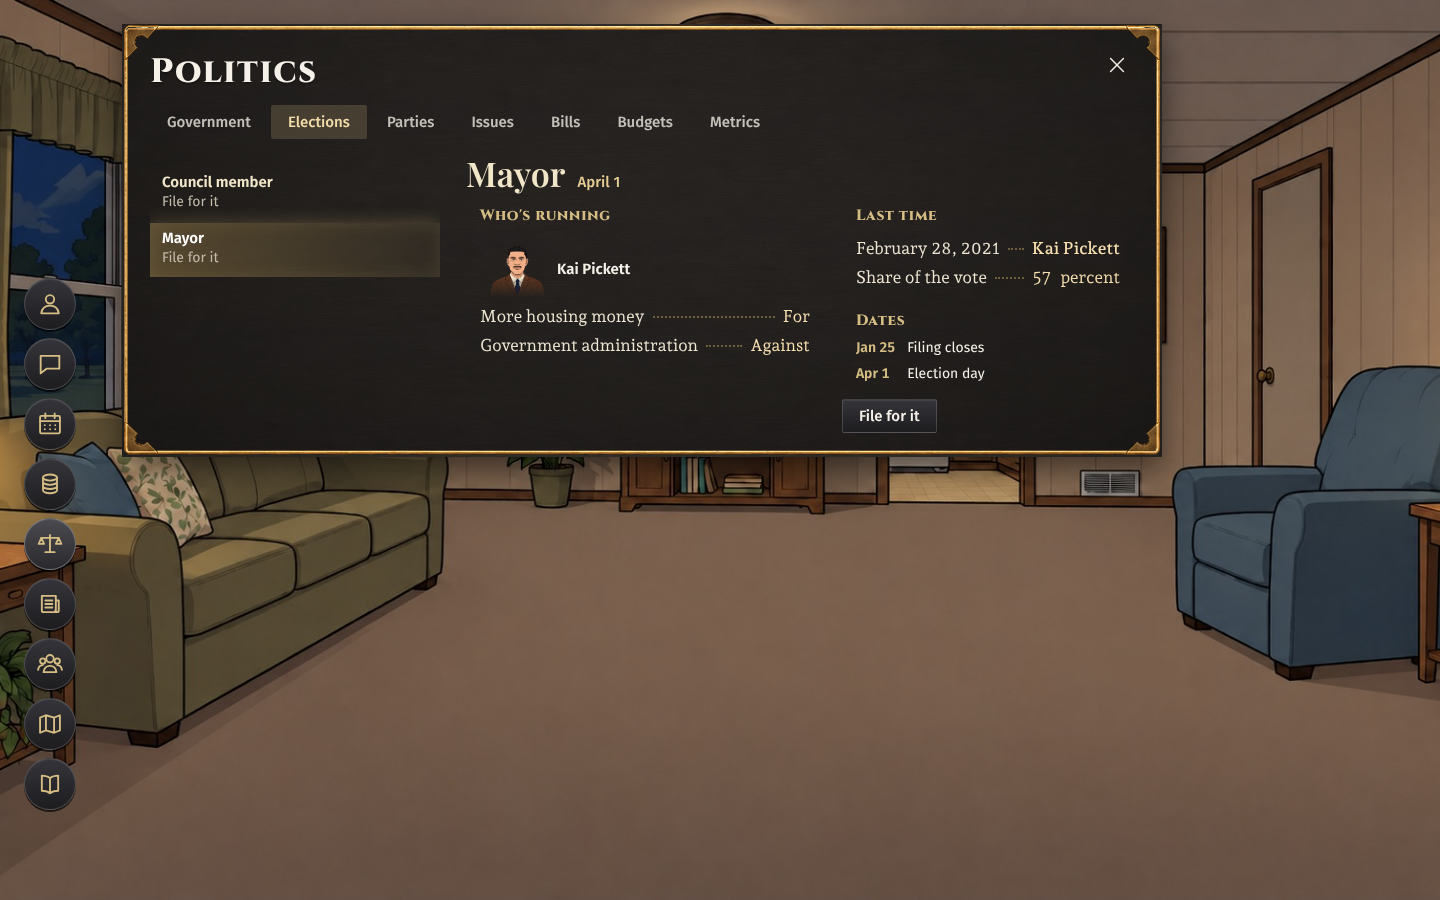 Politics
Government Elections Parties Issues Bills Budgets Metrics
Council member
File for it
Mayor
File for it
Mayor April 1
Who's running
Kai Pickett
More housing money For
Government administration Against
Last time
February 28, 2021 Kai Pickett
Share of the vote 57 percent
Dates
Jan 25 Filing closes
Apr 1 Election day
File for it